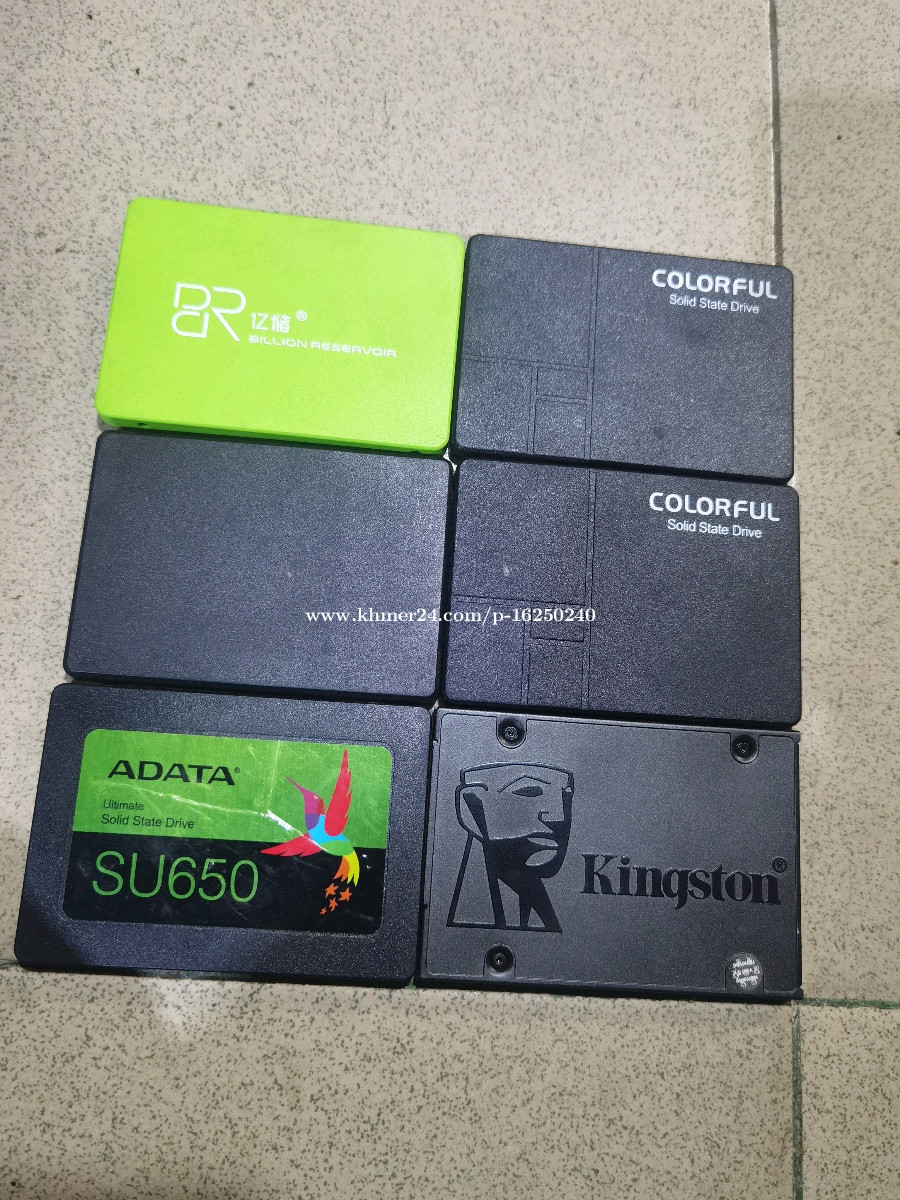 BR 亿储®
BILLION RESERVOIR
COLORFUL
Solid State Drive
COLORFUL
Solid State Drive
www.khmer24.com/p-16250240
ADATA®
Ultimate
Solid State Drive
SU650
Kingston®